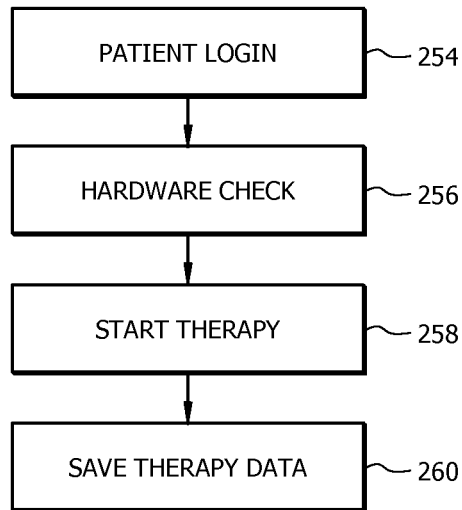 PATIENT LOGIN 254
HARDWARE CHECK 256
START THERAPY 258
SAVE THERAPY DATA 260